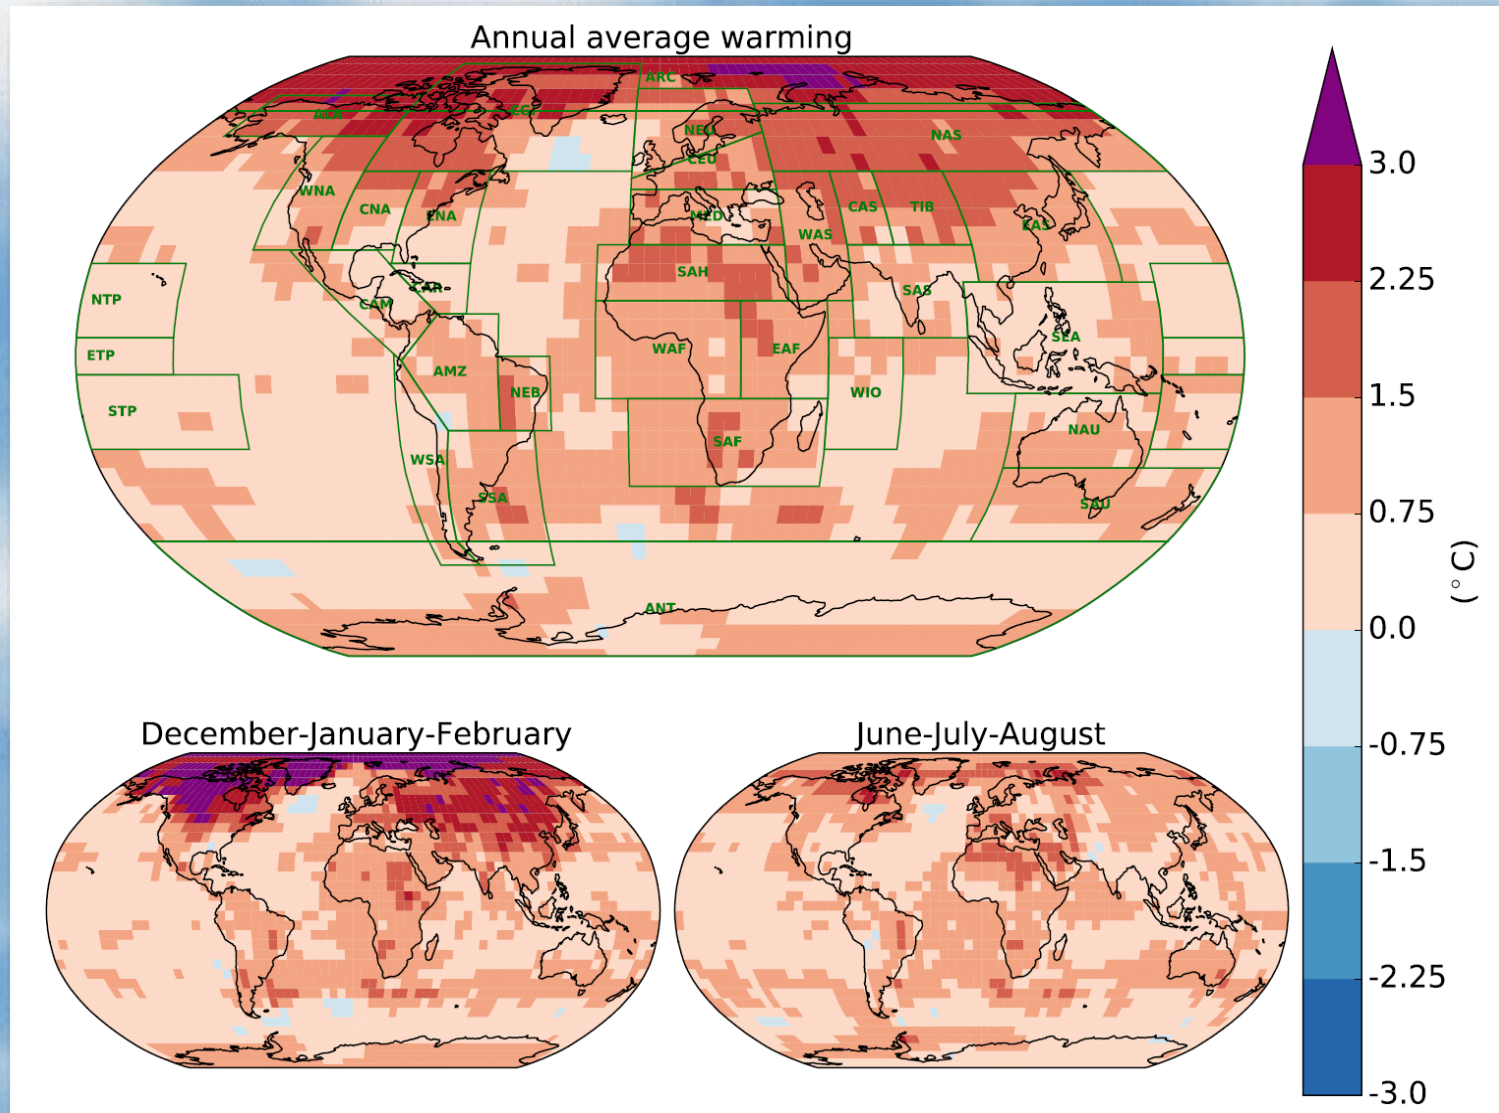 Annual average warming
ARC
ALA
CGI
NEU
NAS
CEU
WNA
CNA
ENA
MED
WAS
CAS
TIB
EAS
SAH
NTP
CAR
CAM
SAS
ETP
WAF
EAF
SEA
AMZ
NEB
WIO
STP
SAF
NAU
WSA
SSA
SAU
ANT
3.0
2.25
1.5
0.75
0.0
-0.75
-1.5
-2.25
-3.0
(°C)
December-January-February
June-July-August